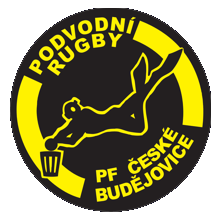 PODVODNÍ
RUGBY
PF ČESKÉ
BUDĚJOVICE